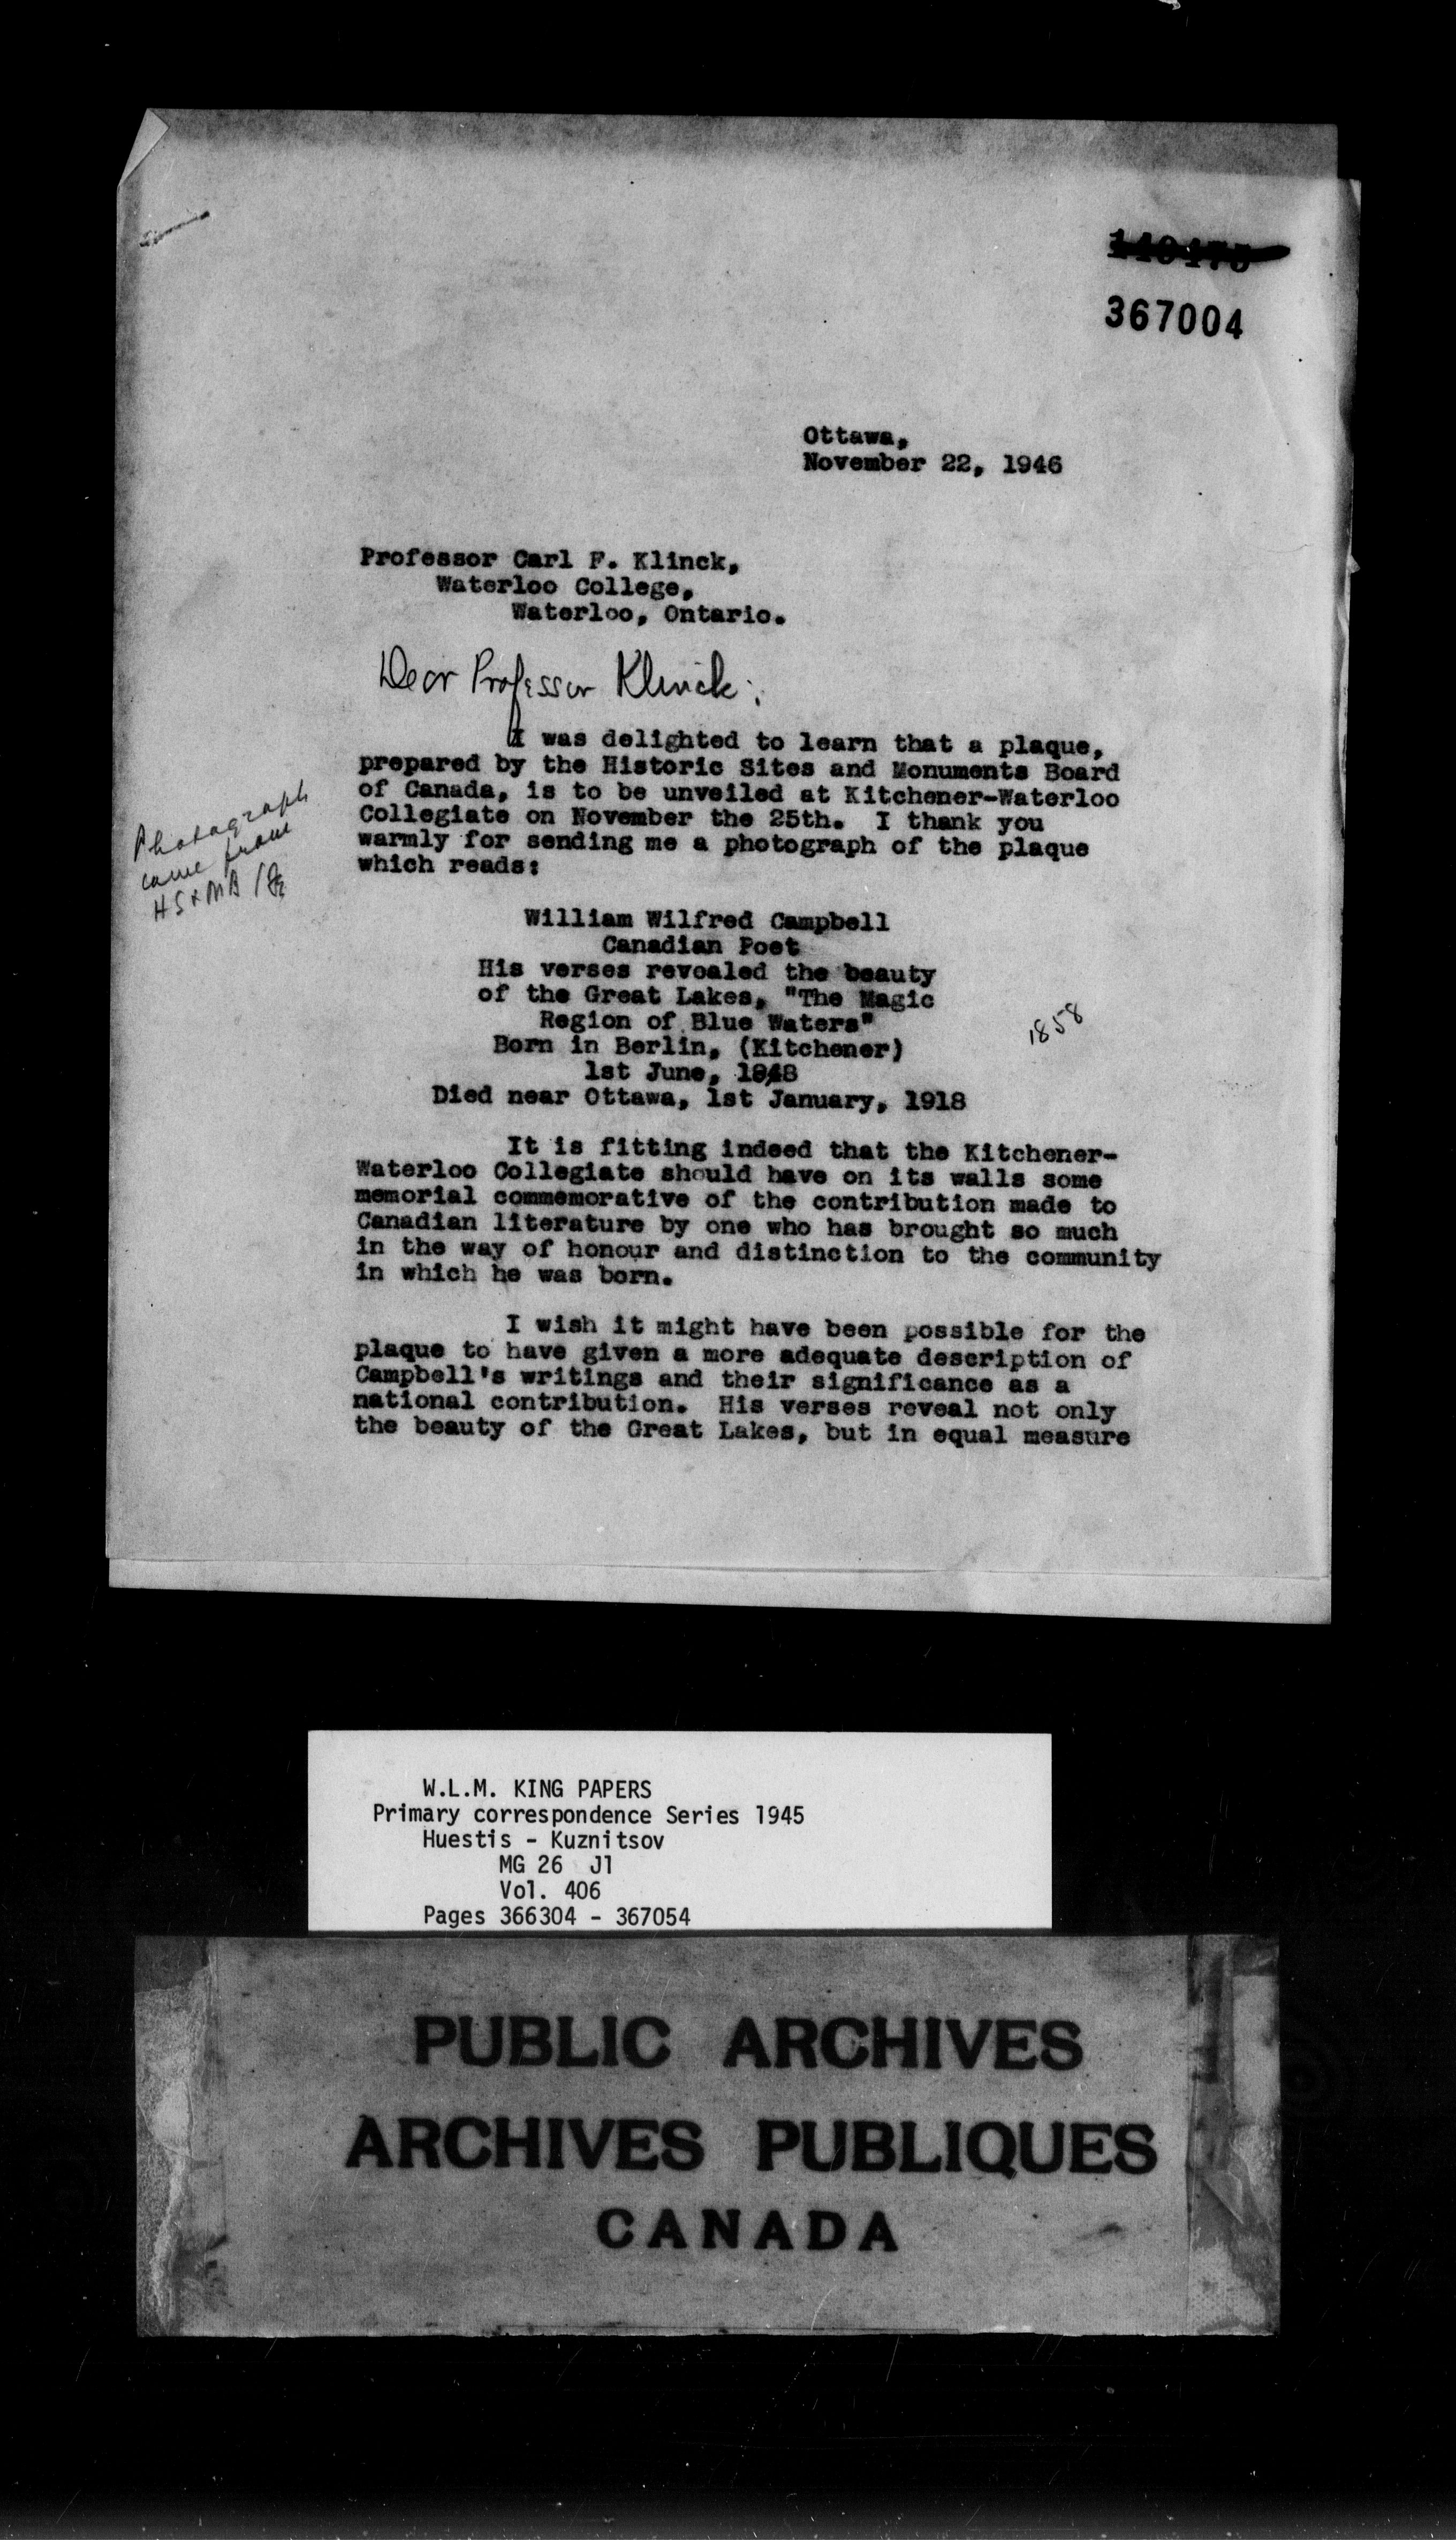 367004
Ottawa,
November 22, 1946
Professor Carl F. Klinck,
Waterloo College,
Waterloo, Ontario.
Dear Professor Klinck:
I was delighted to learn that a plaque,
prepared by the Historic Sites and Monuments Board
of Canada, is to be unveiled at Kitchener-Waterloo
Collegiate on November the 25th. I thank you
warmly for sending me a photograph of the plaque
which reads:
Photograph
came from
HS+MB
William Wilfred Campbell
Canadian Poet
His verses revealed the beauty
of the Great Lakes, "The Magic
Region of Blue Waters"
1858
Born in Berlin, (Kitchener)
1st June, 1848
Died near Ottawa, 1st January, 1918
It is fitting indeed that the Kitchener-
Waterloo Collegiate should have on its walls some
memorial commemorative of the contribution made to
Canadian literature by one who has brought so much
in the way of honour and distinction to the community
in which he was born.
I wish it might have been possible for the
plaque to have given a more adequate description of
Campbell's writings and their significance as a
national contribution. His verses reveal not only
the beauty of the Great Lakes, but in equal measure
W.L.M. KING PAPERS
Primary correspondence Series 1945
Huestis - Kuznitsov
MG 26 J1
Vol. 406
Pages 366304 - 367054
PUBLIC ARCHIVES
ARCHIVES PUBLIQUES
CANADA